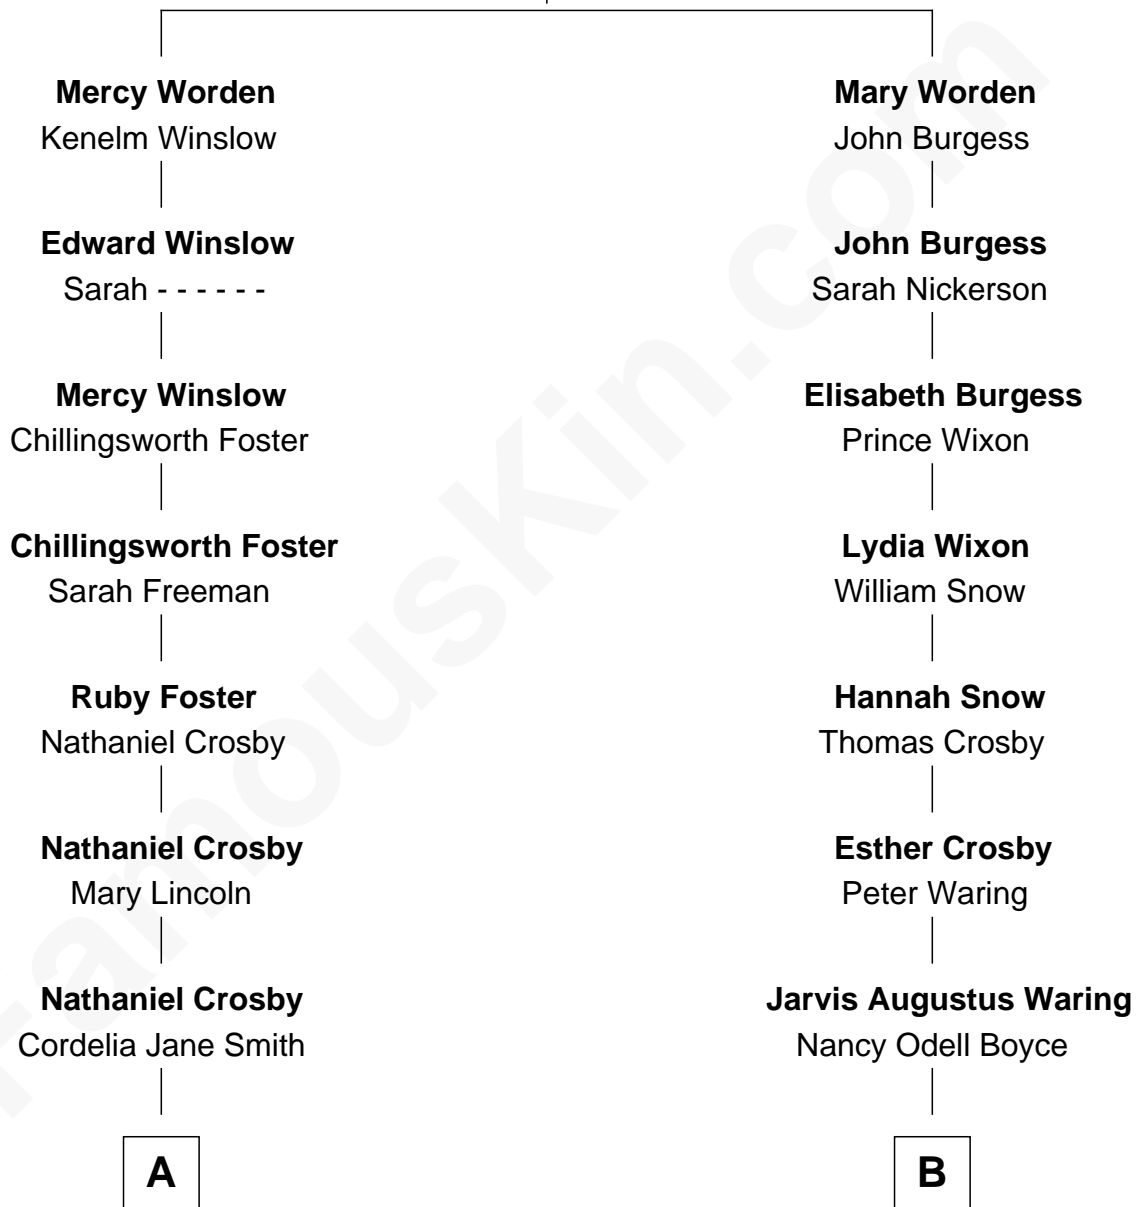 Mercy Worden
Kenelm Winslow
Edward Winslow
Sarah - - - - - -
Mercy Winslow
Chillingsworth Foster
Chillingsworth Foster
Sarah Freeman
Ruby Foster
Nathaniel Crosby
Nathaniel Crosby
Mary Lincoln
Nathaniel Crosby
Cordelia Jane Smith
A
Mary Worden
John Burgess
John Burgess
Sarah Nickerson
Elisabeth Burgess
Prince Wixon
Lydia Wixon
William Snow
Hannah Snow
Thomas Crosby
Esther Crosby
Peter Waring
Jarvis Augustus Waring
Nancy Odell Boyce
B
FamousKin.com